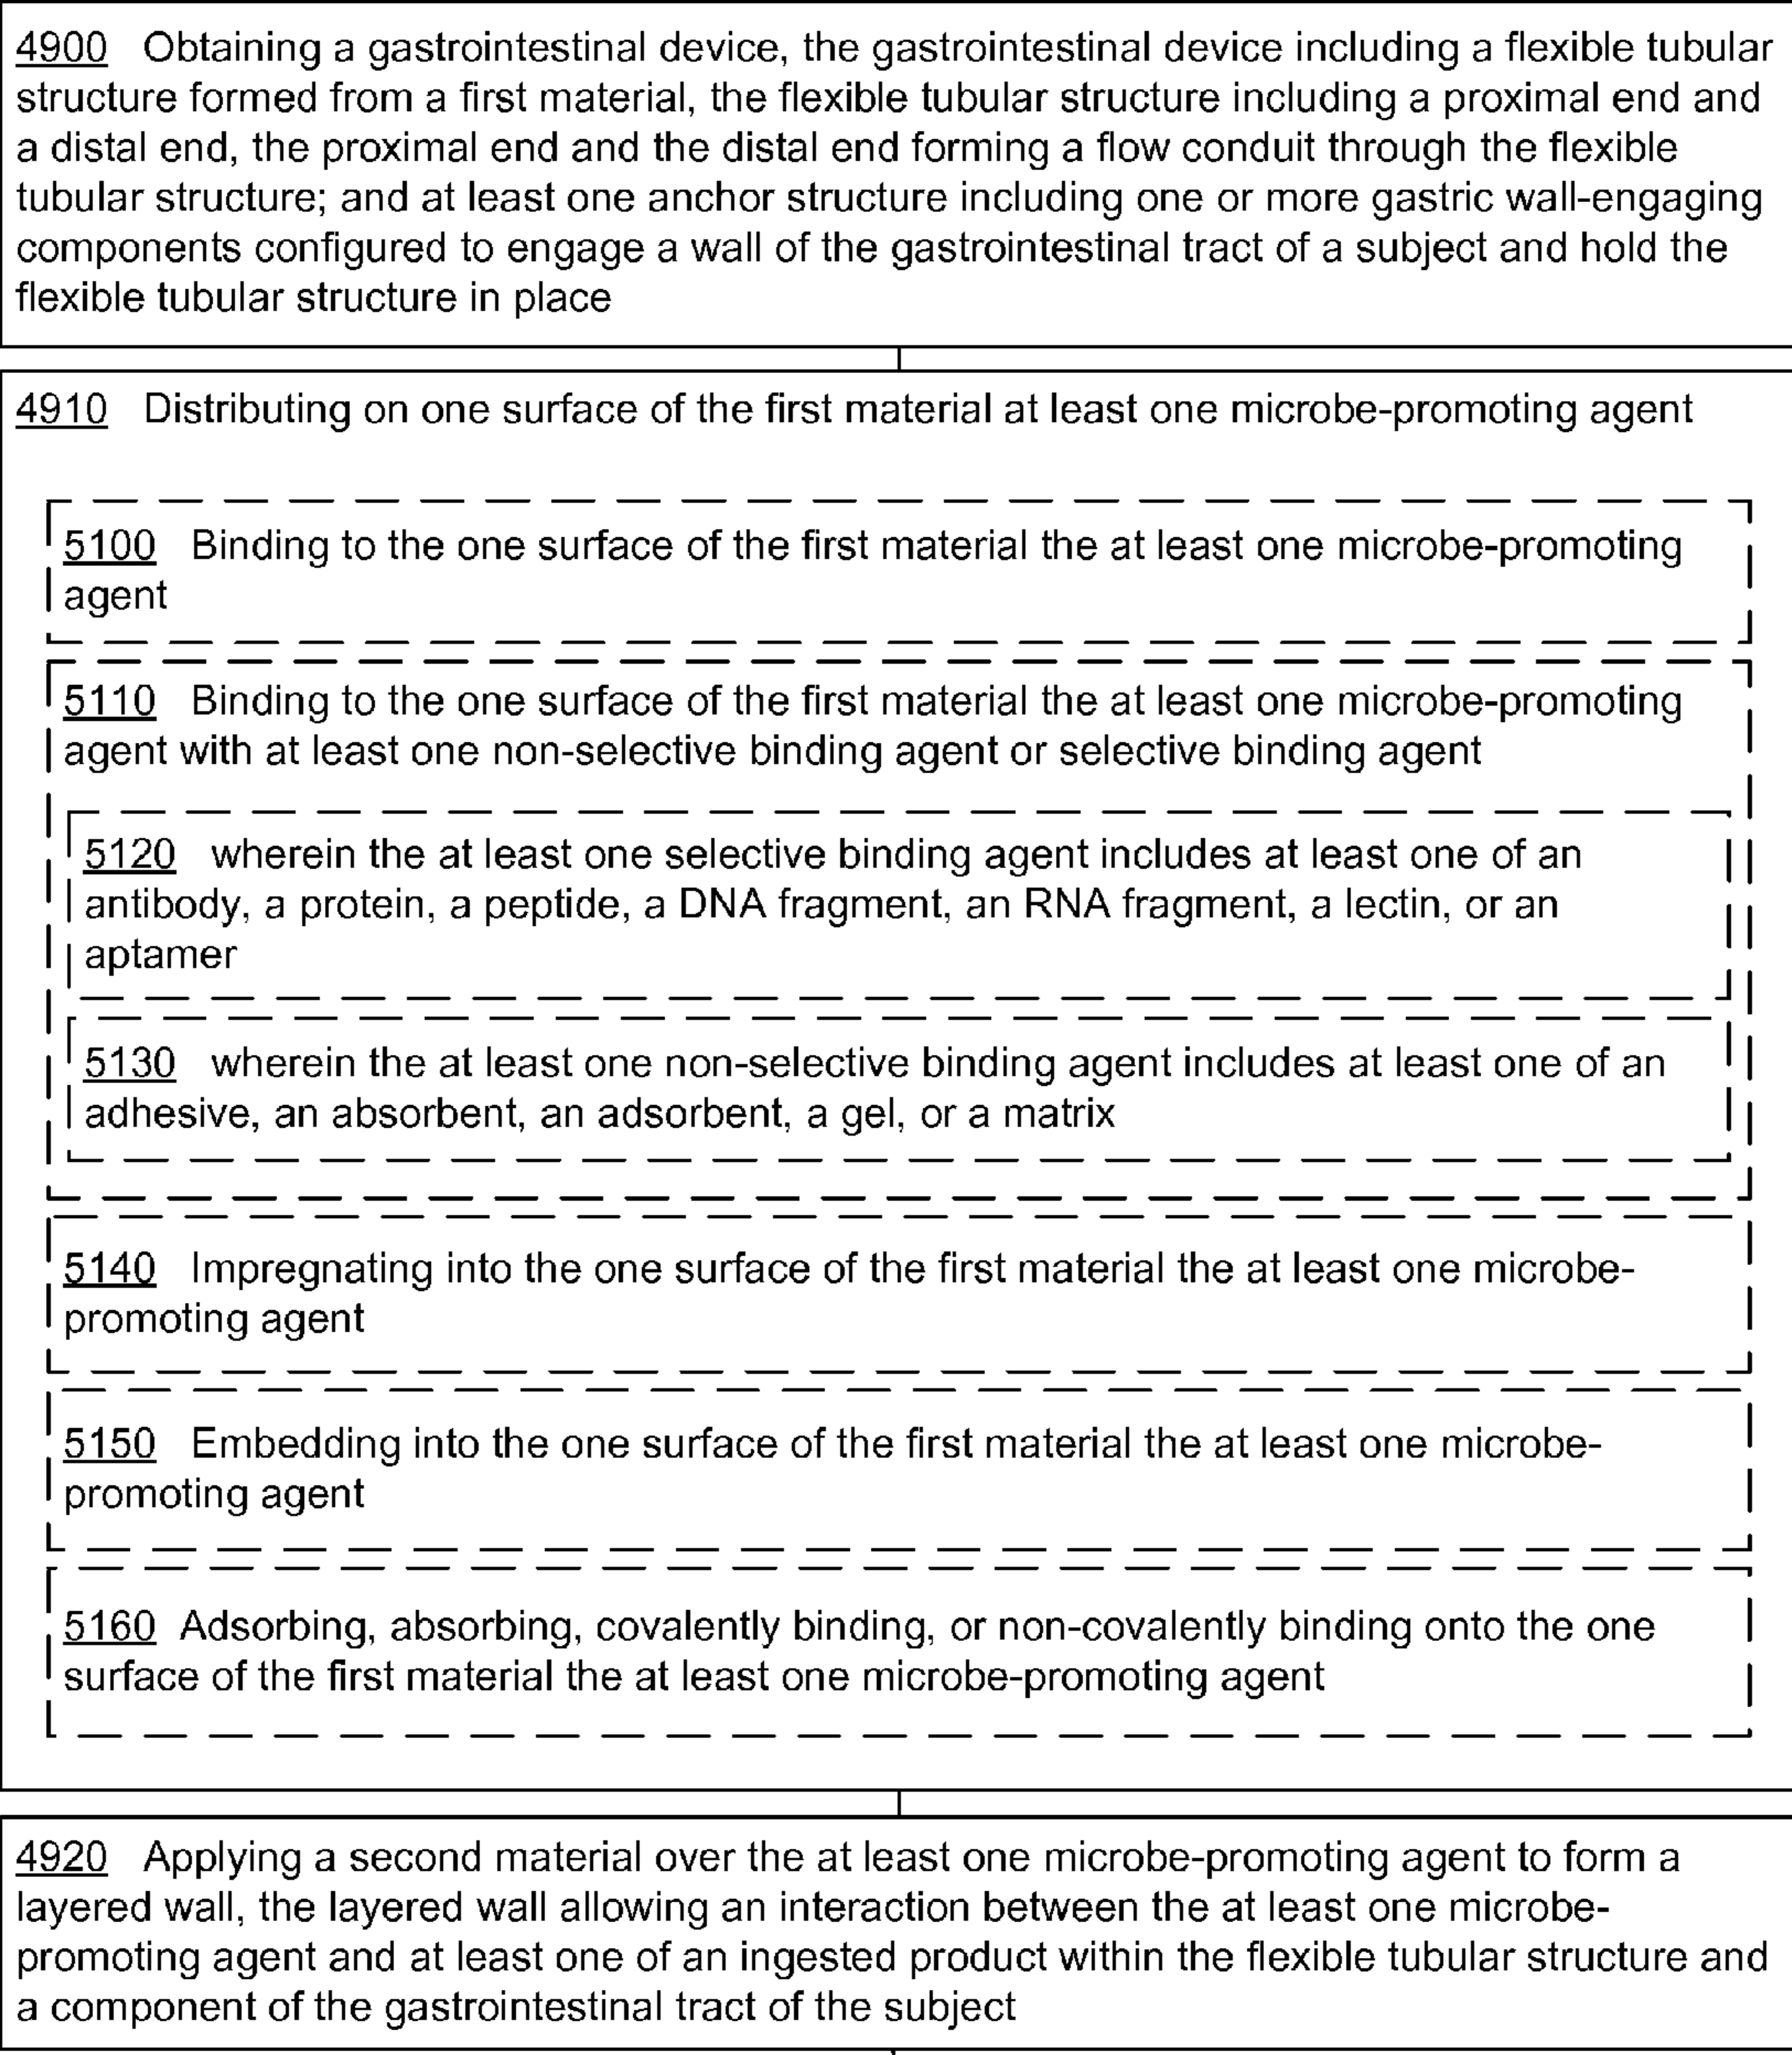 4900 Obtaining a gastrointestinal device, the gastrointestinal device including a flexible tubular
structure formed from a first material, the flexible tubular structure including a proximal end and
a distal end, the proximal end and the distal end forming a flow conduit through the flexible
tubular structure; and at least one anchor structure including one or more gastric wall-engaging
components configured to engage a wall of the gastrointestinal tract of a subject and hold the
flexible tubular structure in place
4910 Distributing on one surface of the first material at least one microbe-promoting agent
5100 Binding to the one surface of the first material the at least one microbe-promoting
agent
5110 Binding to the one surface of the first material the at least one microbe-promoting
agent with at least one non-selective binding agent or selective binding agent
5120 wherein the at least one selective binding agent includes at least one of an
antibody, a protein, a peptide, a DNA fragment, an RNA fragment, a lectin, or an
aptamer
5130 wherein the at least one non-selective binding agent includes at least one of an
adhesive, an absorbent, an adsorbent, a gel, or a matrix
5140 Impregnating into the one surface of the first material the at least one microbe-
promoting agent
5150 Embedding into the one surface of the first material the at least one microbe-
promoting agent
5160 Adsorbing, absorbing, covalently binding, or non-covalently binding onto the one
surface of the first material the at least one microbe-promoting agent
4920 Applying a second material over the at least one microbe-promoting agent to form a
layered wall, the layered wall allowing an interaction between the at least one microbe-
promoting agent and at least one of an ingested product within the flexible tubular structure and
a component of the gastrointestinal tract of the subject